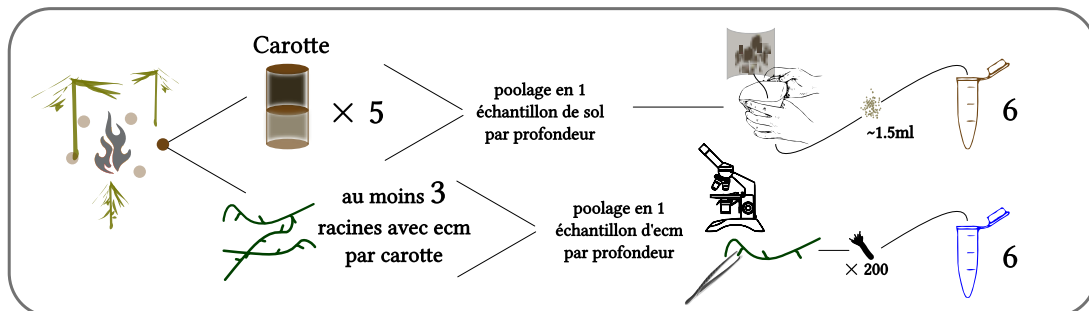 Carotte
× 5
poolage en 1
échantillon de sol
par profondeur
~1.5ml
6
au moins 3
racines avec ecm
par carotte
poolage en 1
échantillon d'ecm
par profondeur
× 200
6